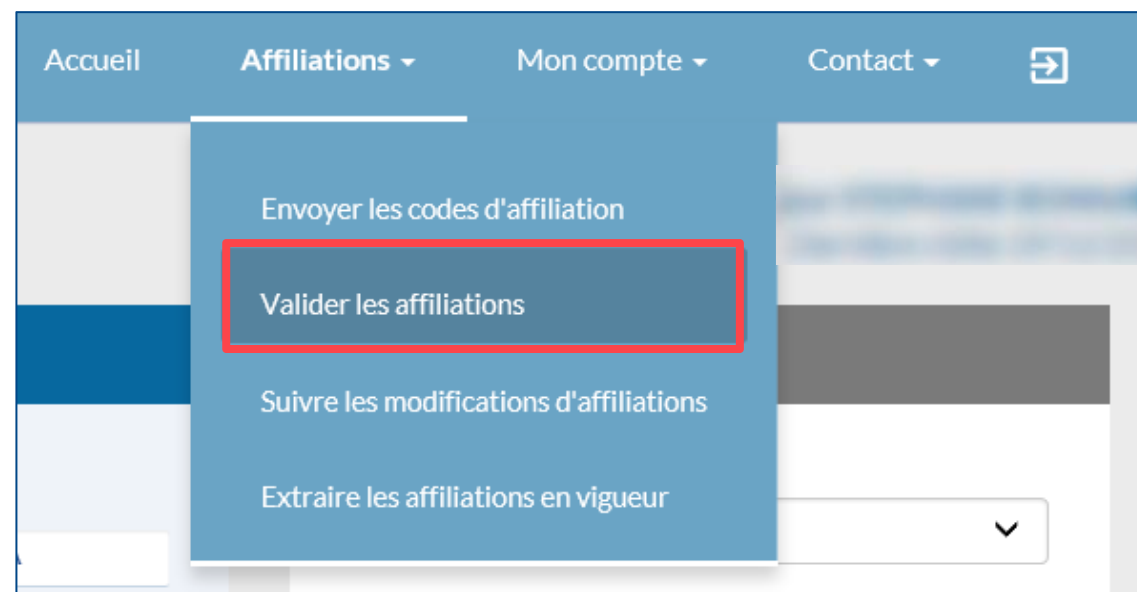 Accueil
Affiliations
Mon compte
Contact
Envoyer les codes d'affiliation
Valider les affiliations
Suivre les modifications d'affiliations
Extraire les affiliations en vigueur